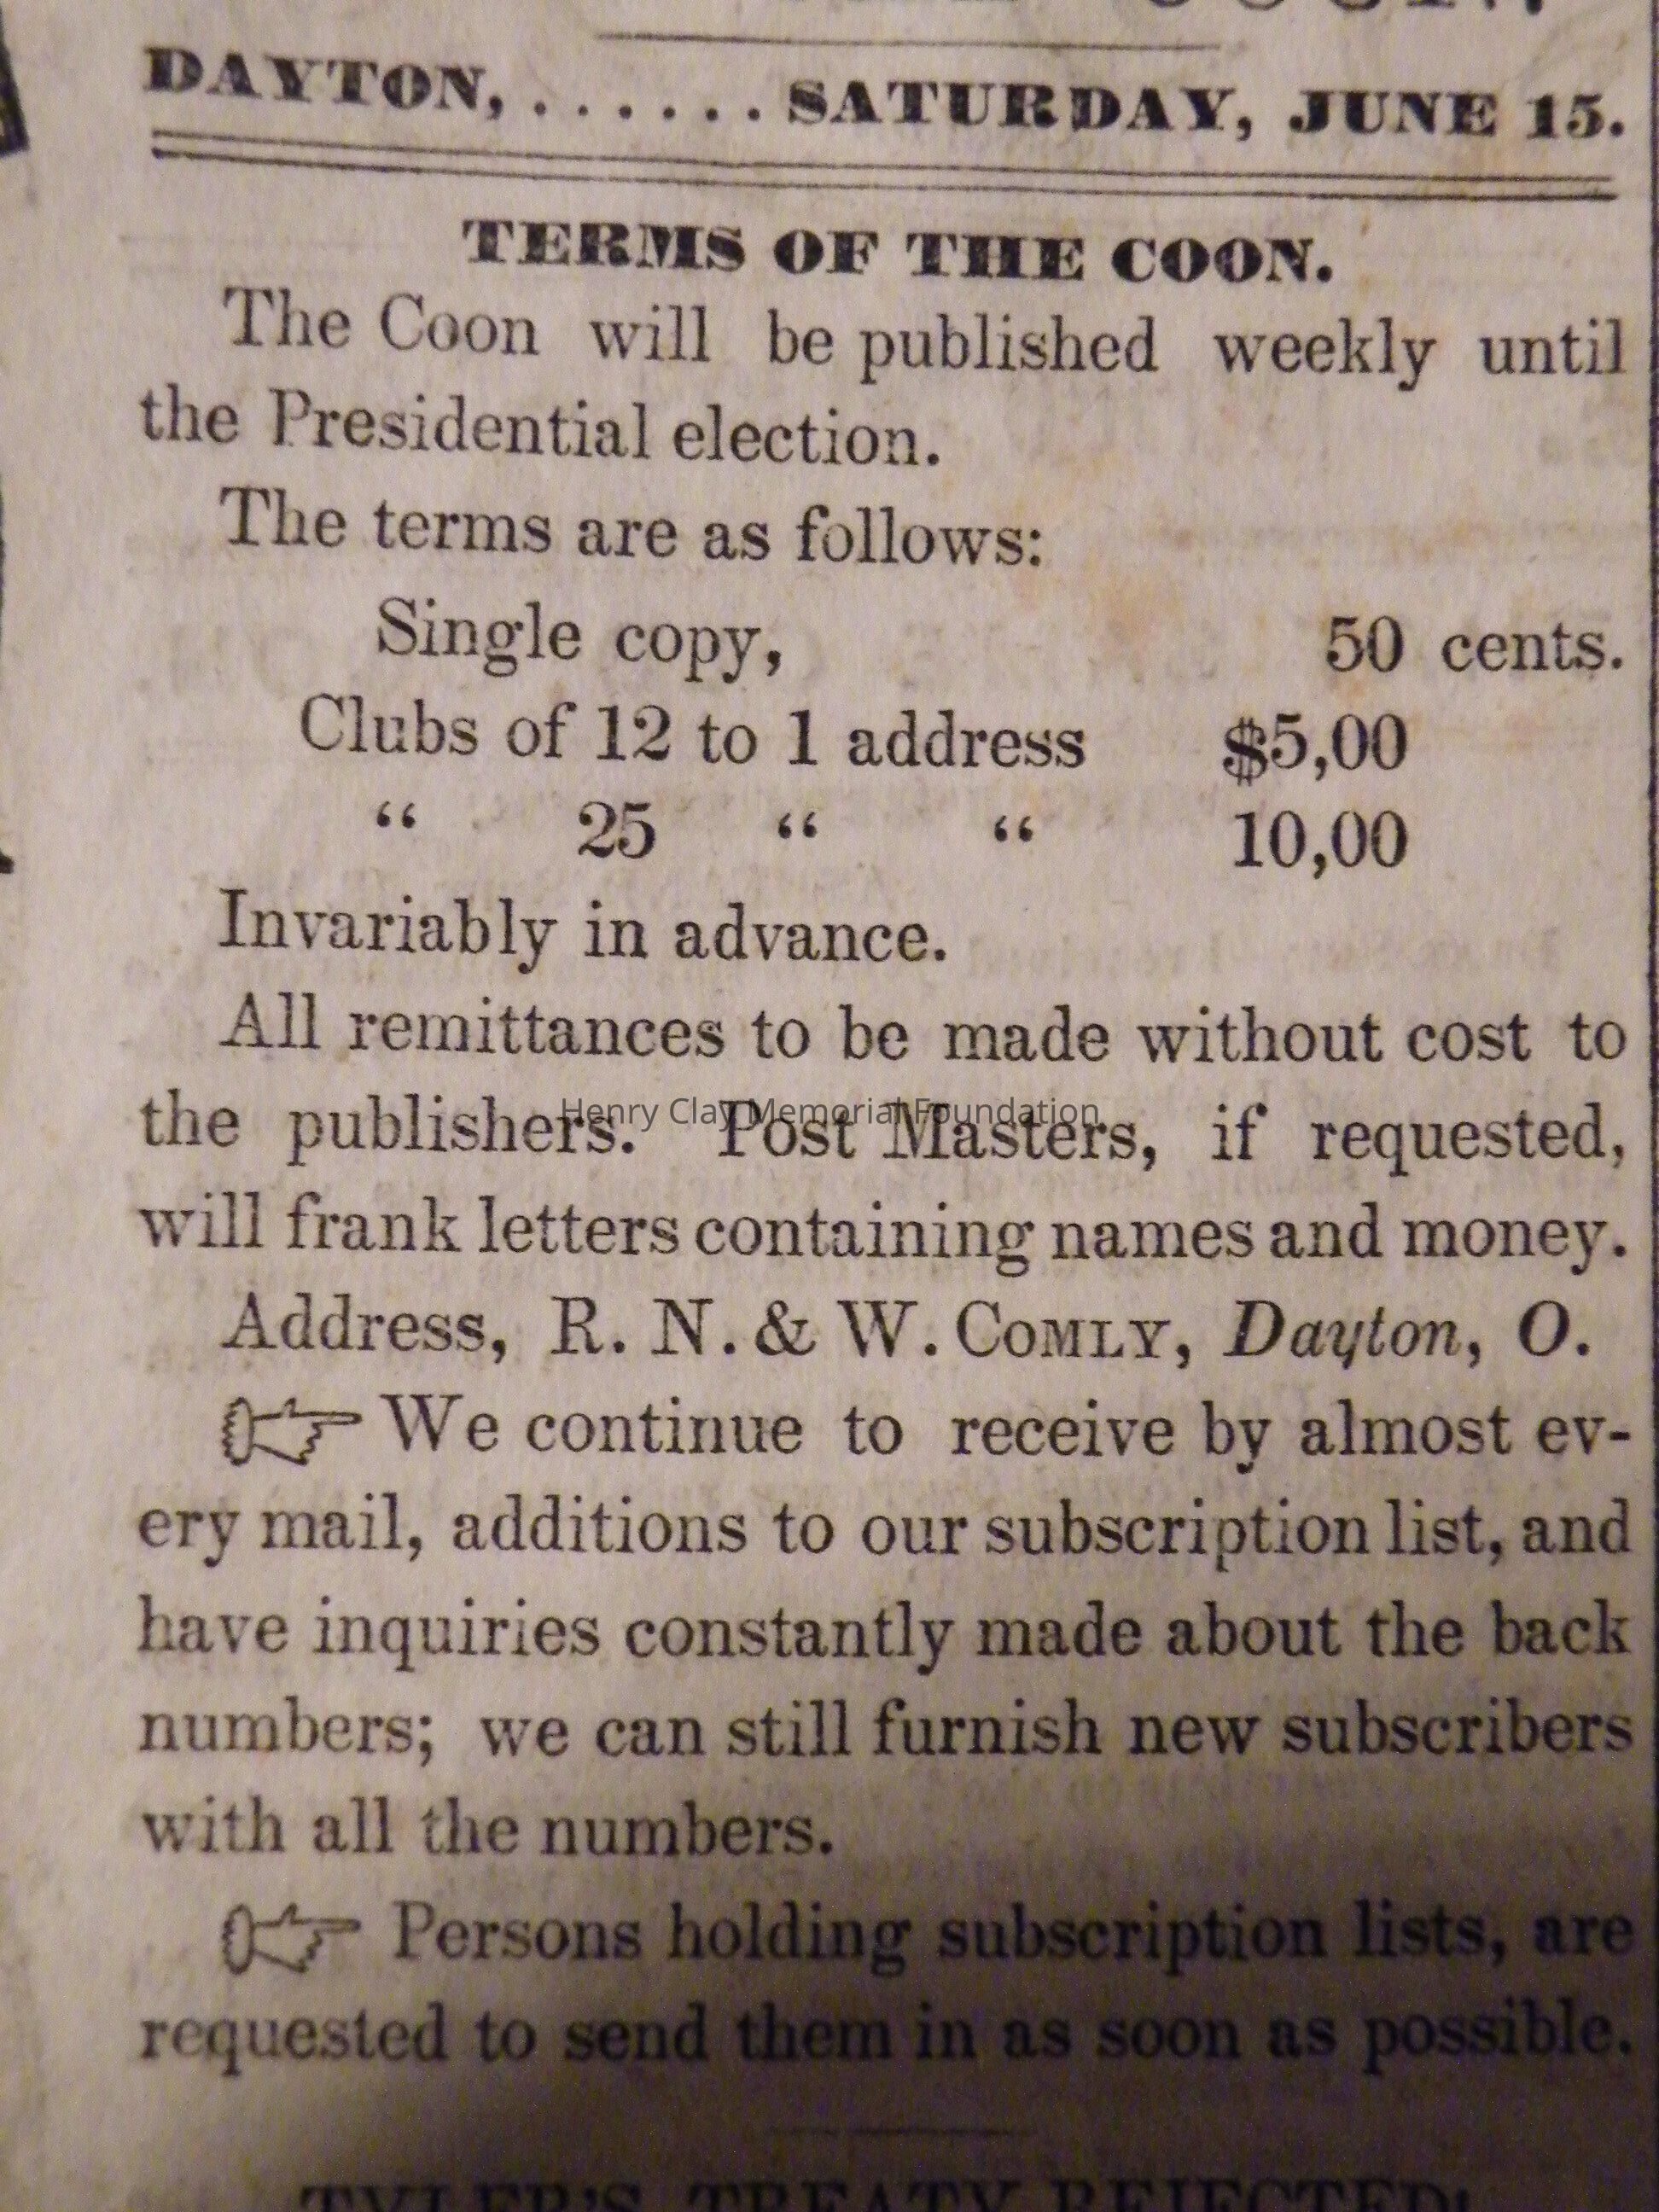 DAYTON, . . . . . . . SATURDAY, JUNE 15.
TERMS OF THE COON.
The Coon will be published weekly until
the Presidential election.
The terms are as follows:
Single copy, 50 cents.
Clubs of 12 to 1 address $5,00
“ 25 “ “ 10,00
Invariably in advance.
All remittances to be made without cost to
the publishers. Post Masters, if requested,
Henry Clay Memorial Foundation
will frank letters containing names and money.
Address, R. N. & W. COMLY, Dayton, O.
☞ We continue to receive by almost ev-
ery mail, additions to our subscription list, and
have inquiries constantly made about the back
numbers; we can still furnish new subscribers
with all the numbers.
☞ Persons holding subscription lists, are
requested to send them in as soon as possible.
TYLER'S TREATY REJECTED!